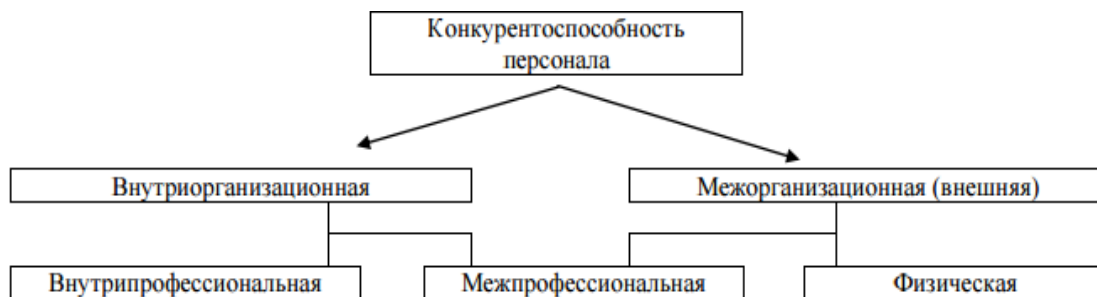 Конкурентоспособность
персонала
Внутриорганизационная
Межорганизационная (внешняя)
Внутрипрофессиональная
Межпрофессиональная
Физическая